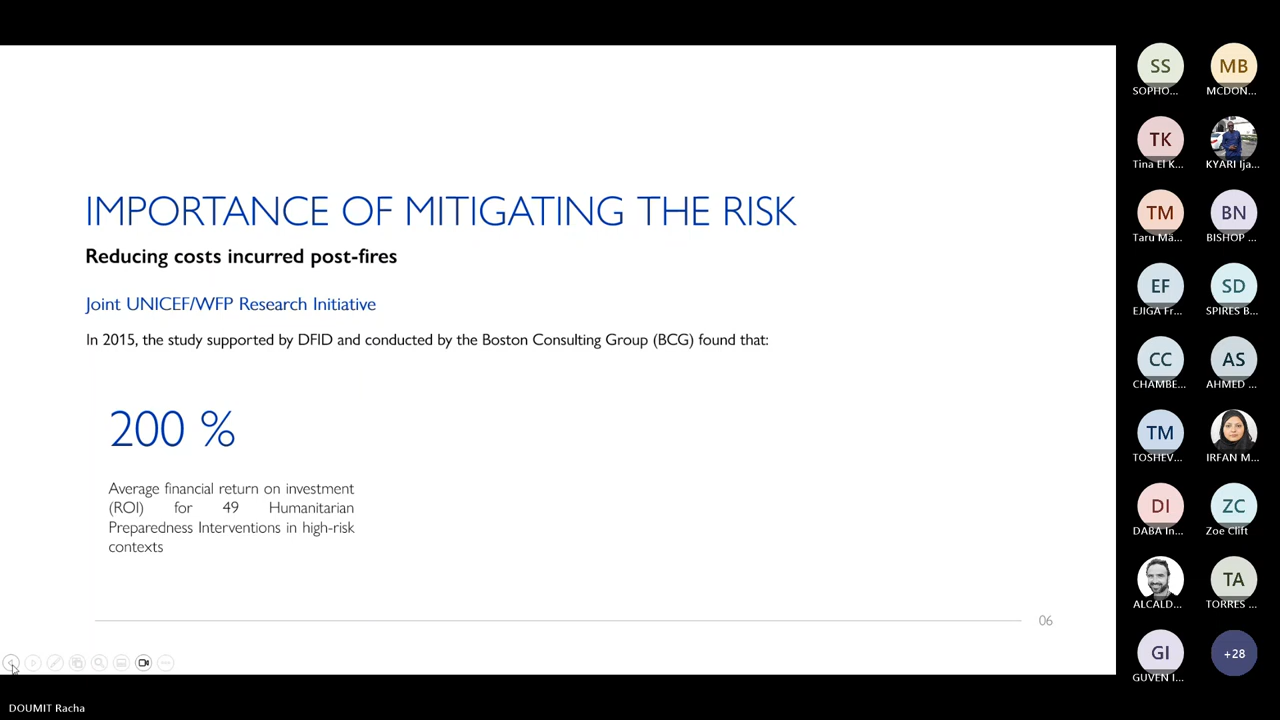 IMPORTANCE OF MITIGATING THE RISK
Reducing costs incurred post-fires
Joint UNICEF/WFP Research Initiative
In 2015, the study supported by DFID and conducted by the Boston Consulting Group (BCG) found that:
200 %
Average financial return on investment
(ROI) for 49 Humanitarian
Preparedness Interventions in high-risk
contexts
06
SS
SOPHO...
MB
MCDON...
TK
Tina El K...
KYARI Ija...
TM
Taru Mä...
BN
BISHOP ...
EF
EJIGA Fr...
SD
SPIRES B...
CC
CHAMBE...
AS
AHMED ...
TM
TOSHEV...
IRFAN M...
DI
DABA In...
ZC
Zoe Clift
ALCALD...
TA
TORRES ...
GI
GUVEN I...
+28
DOUMIT Racha